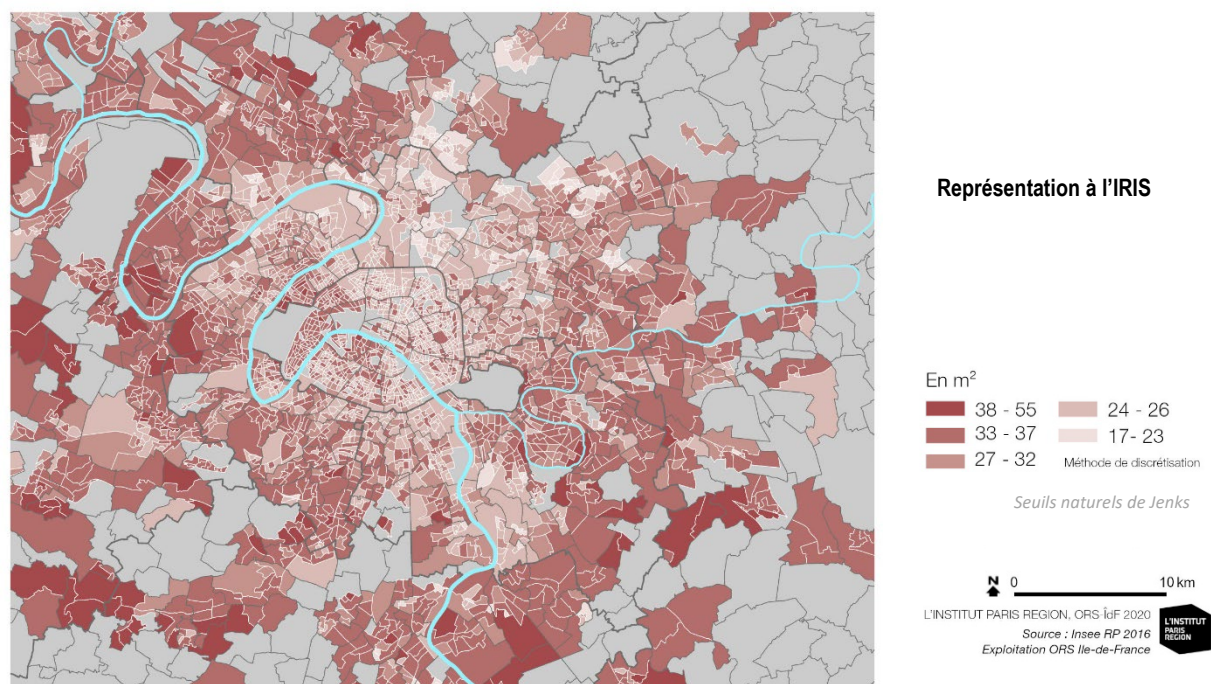 Représentation à l'IRIS
En m²
38 - 55
33 - 37
27 - 32
24 - 26
17- 23
Méthode de discrétisation
Seuils naturels de Jenks
N 0 10 km
L'INSTITUT PARIS REGION, ORS-ÎdF 2020
Source : Insee RP 2016
Exploitation ORS Ile-de-France
L'INSTITUT
PARIS
REGION